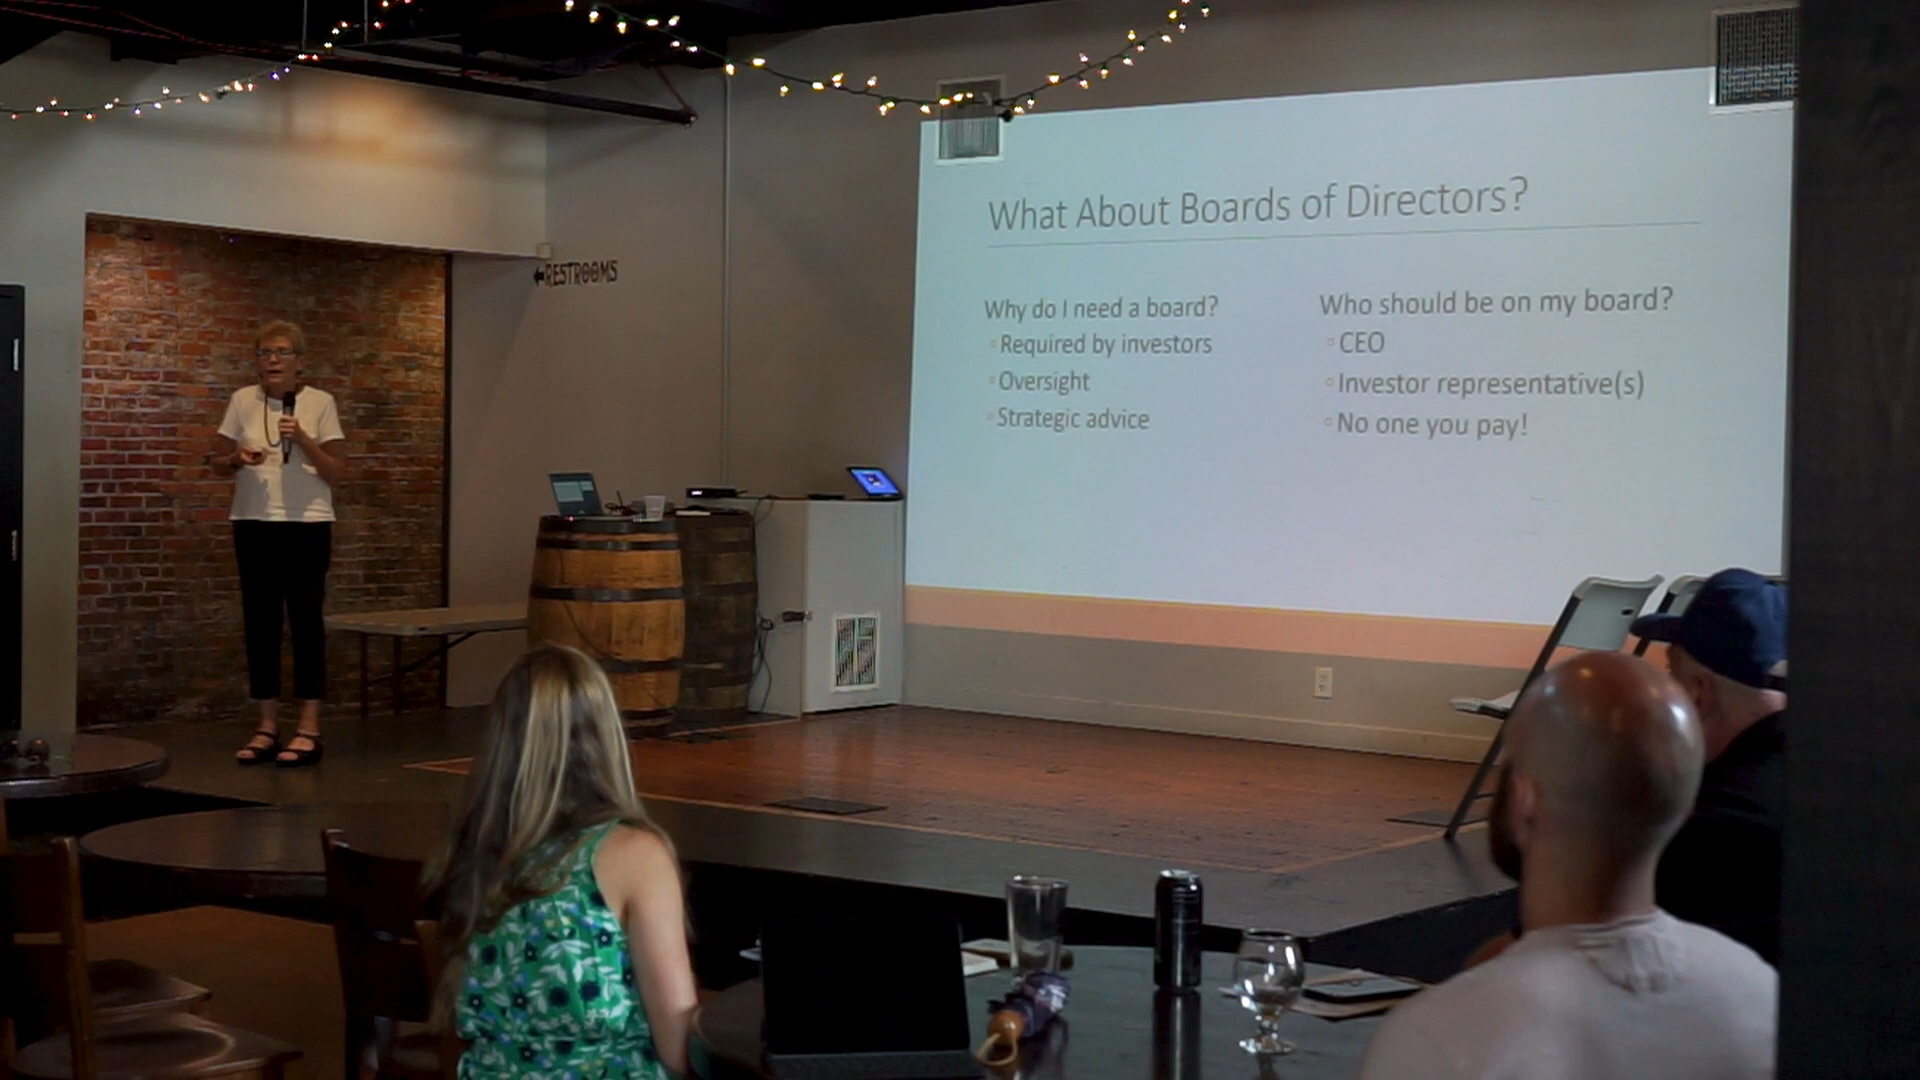 ←RESTROOMS
What About Boards of Directors?
Why do I need a board?
Required by investors
Oversight
Strategic advice
Who should be on my board?
CEO
Investor representative(s)
No one you pay!